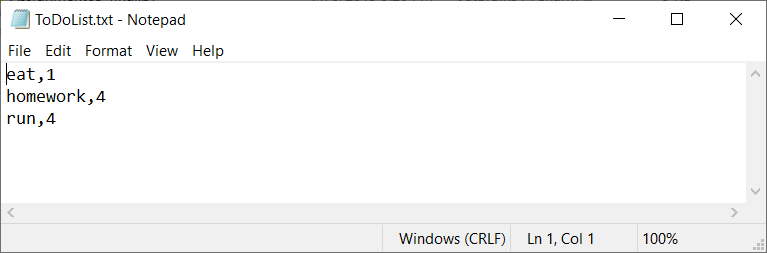 ToDoList.txt - Notepad
File Edit Format View Help
eat,1
homework,4
run,4
Windows (CRLF) Ln 1, Col 1 100%